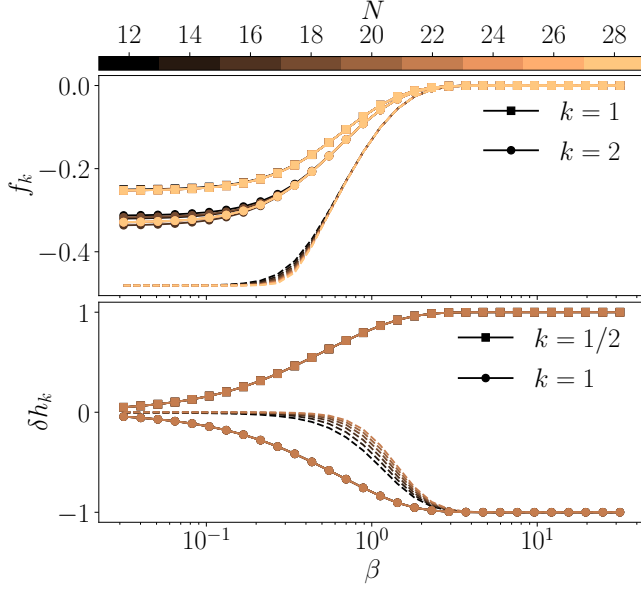 N
12 14 16 18 20 22 24 26 28
0.0
−0.2
−0.4
f_k
k = 1
k = 2
1
0
−1
δh_k
k = 1/2
k = 1
10^{−1} 10^0 10^1
β